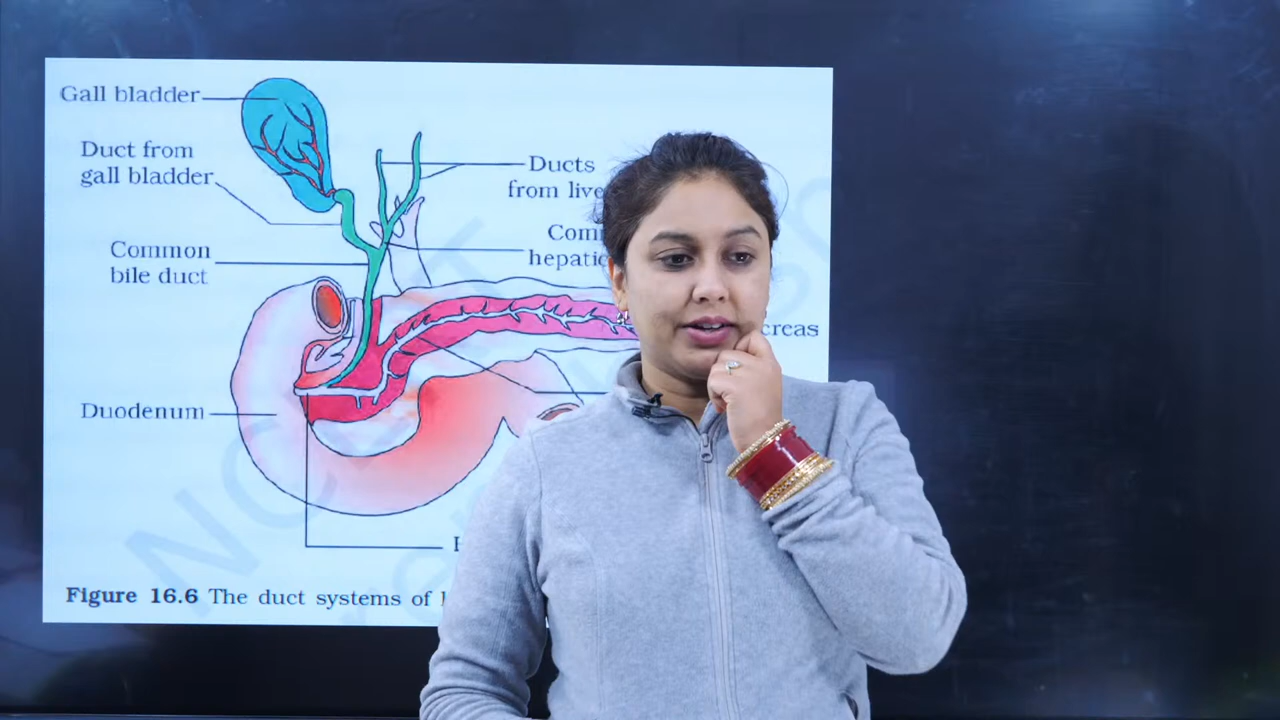 Gall bladder
Duct from
gall bladder
Ducts
from live
Com
hepatic
Common
bile duct
creas
Duodenum
Figure 16.6 The duct systems of